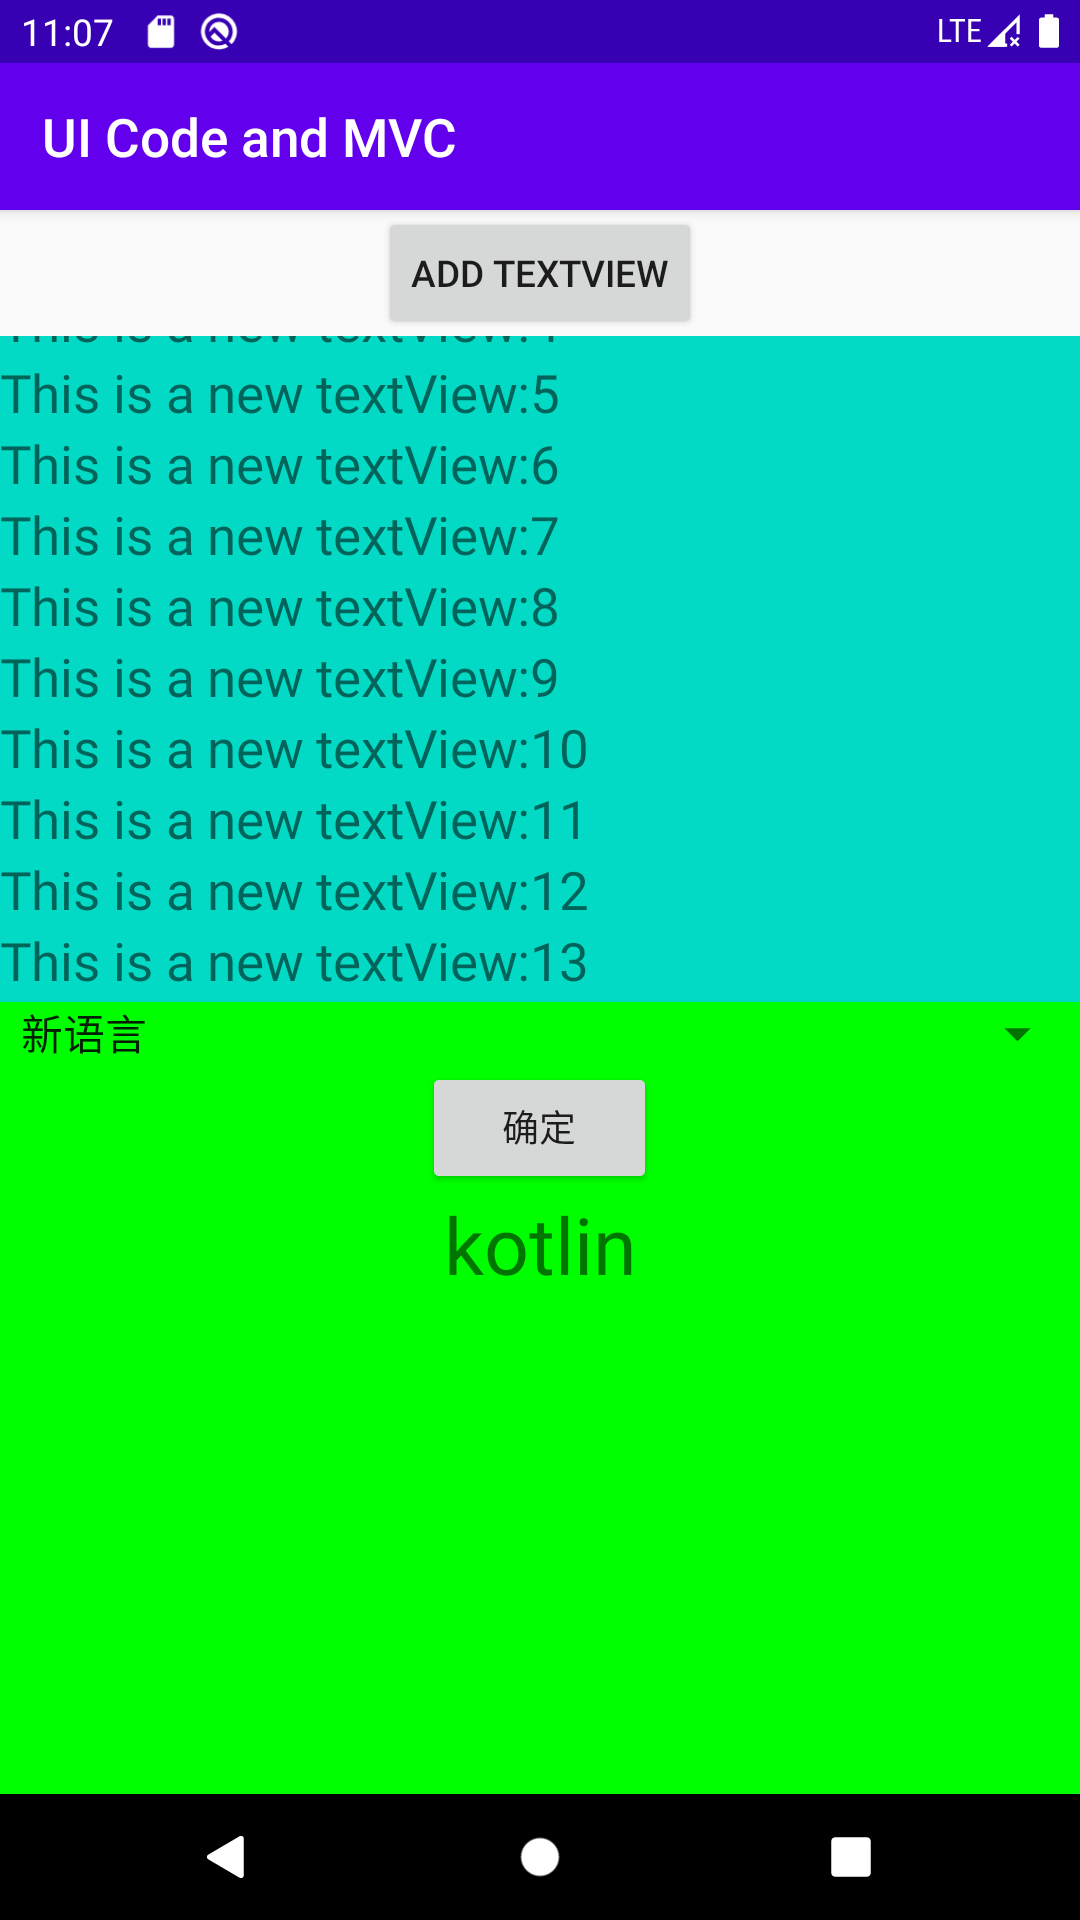 11:07 LTE
UI Code and MVC
ADD TEXTVIEW
This is a new textView:5
This is a new textView:6
This is a new textView:7
This is a new textView:8
This is a new textView:9
This is a new textView:10
This is a new textView:11
This is a new textView:12
This is a new textView:13
新语言
确定
kotlin